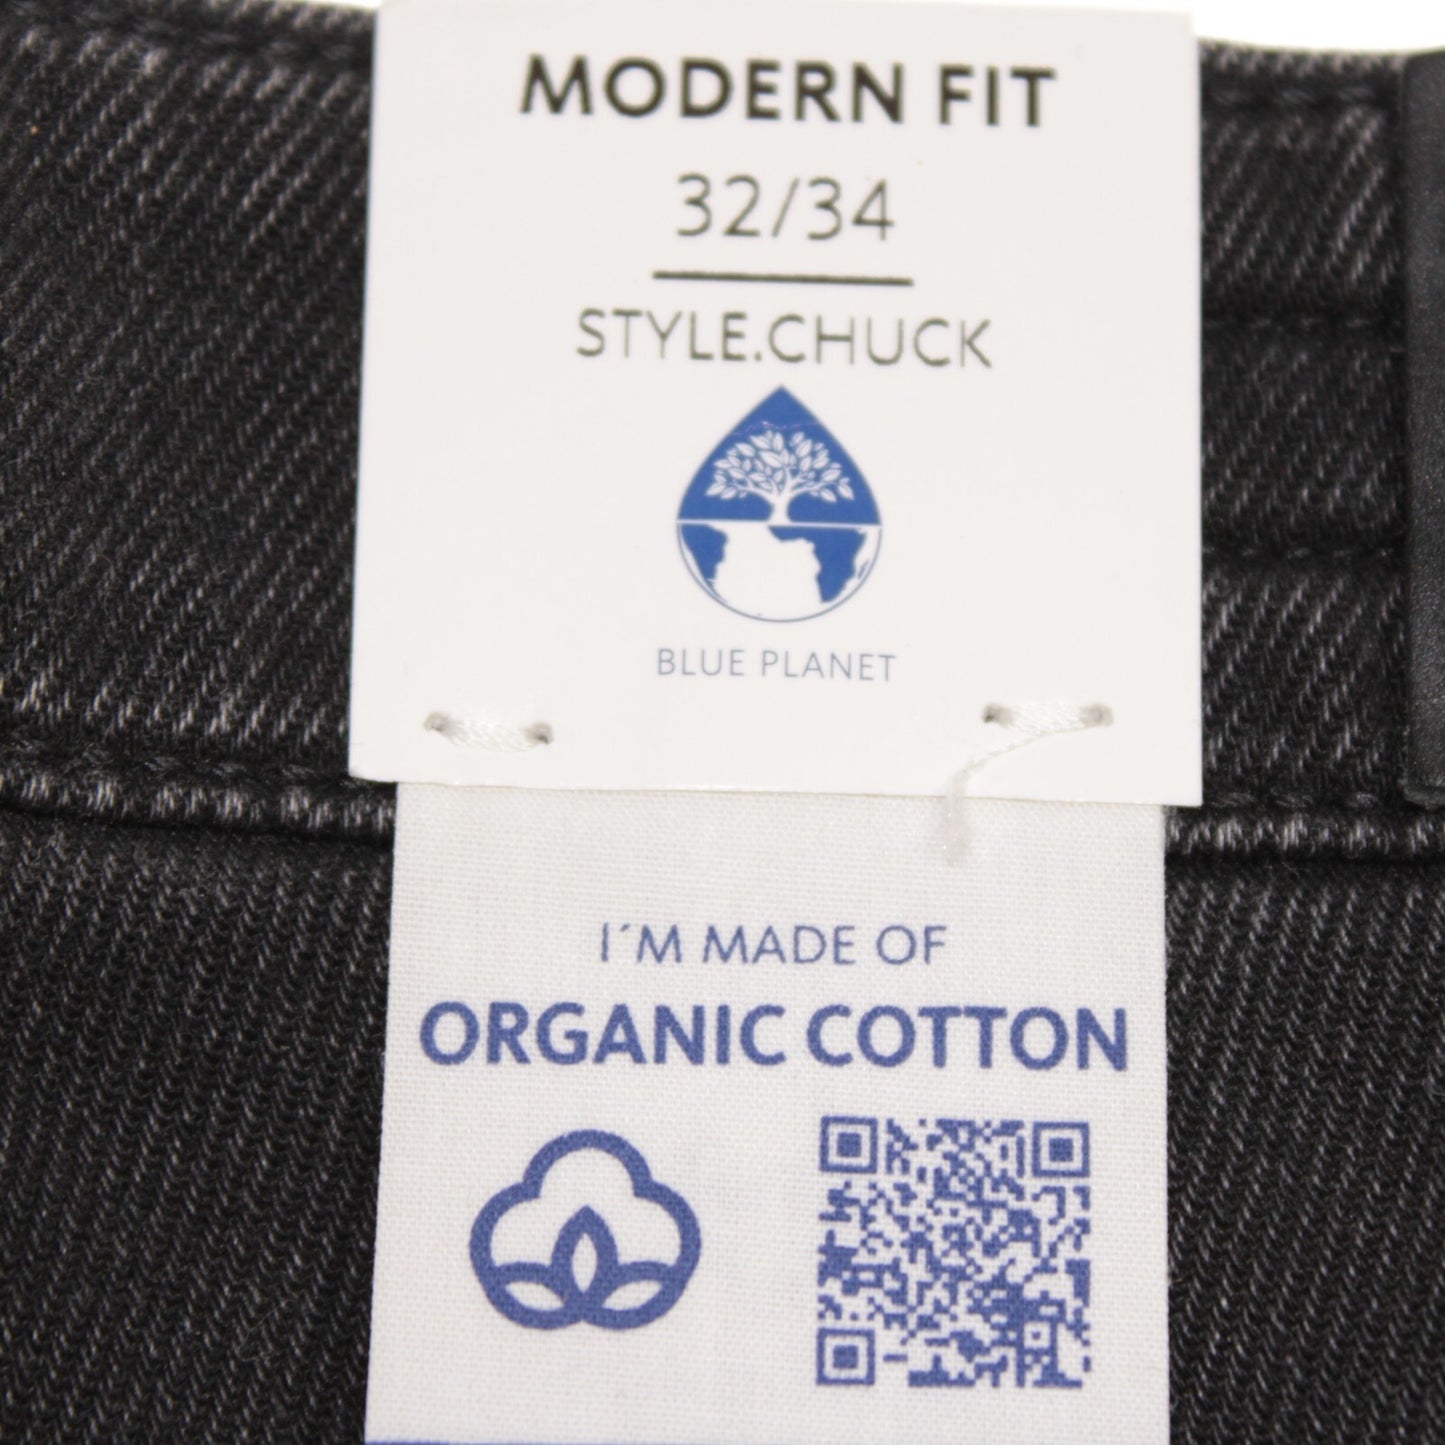 MODERN FIT
32/34
STYLE.CHUCK
BLUE PLANET
I´M MADE OF
ORGANIC COTTON